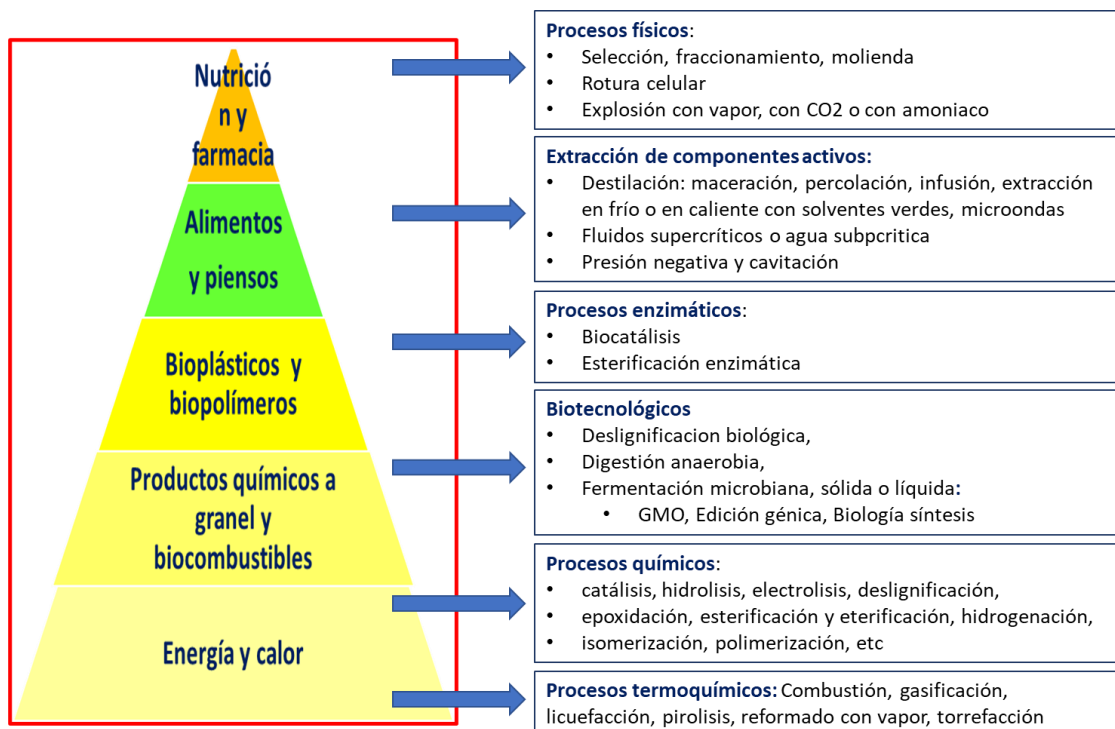 Nutrició
n y
farmacia
Alimentos
y piensos
Bioplásticos y
biopolímeros
Productos químicos a
granel y
biocombustibles
Energía y calor
Procesos físicos:
• Selección, fraccionamiento, molienda
• Rotura celular
• Explosión con vapor, con CO2 o con amoniaco
Extracción de componentes activos:
• Destilación: maceración, percolación, infusión, extracción
en frío o en caliente con solventes verdes, microondas
• Fluidos supercríticos o agua subpcritica
• Presión negativa y cavitación
Procesos enzimáticos:
• Biocatálisis
• Esterificación enzimática
Biotecnológicos
• Deslignificacion biológica,
• Digestión anaerobia,
• Fermentación microbiana, sólida o líquida:
• GMO, Edición génica, Biología síntesis
Procesos químicos:
• catálisis, hidrolisis, electrolisis, deslignificación,
• epoxidación, esterificación y eterificación, hidrogenación,
• isomerización, polimerización, etc
Procesos termoquímicos: Combustión, gasificación,
licuefacción, pirolisis, reformado con vapor, torrefacción